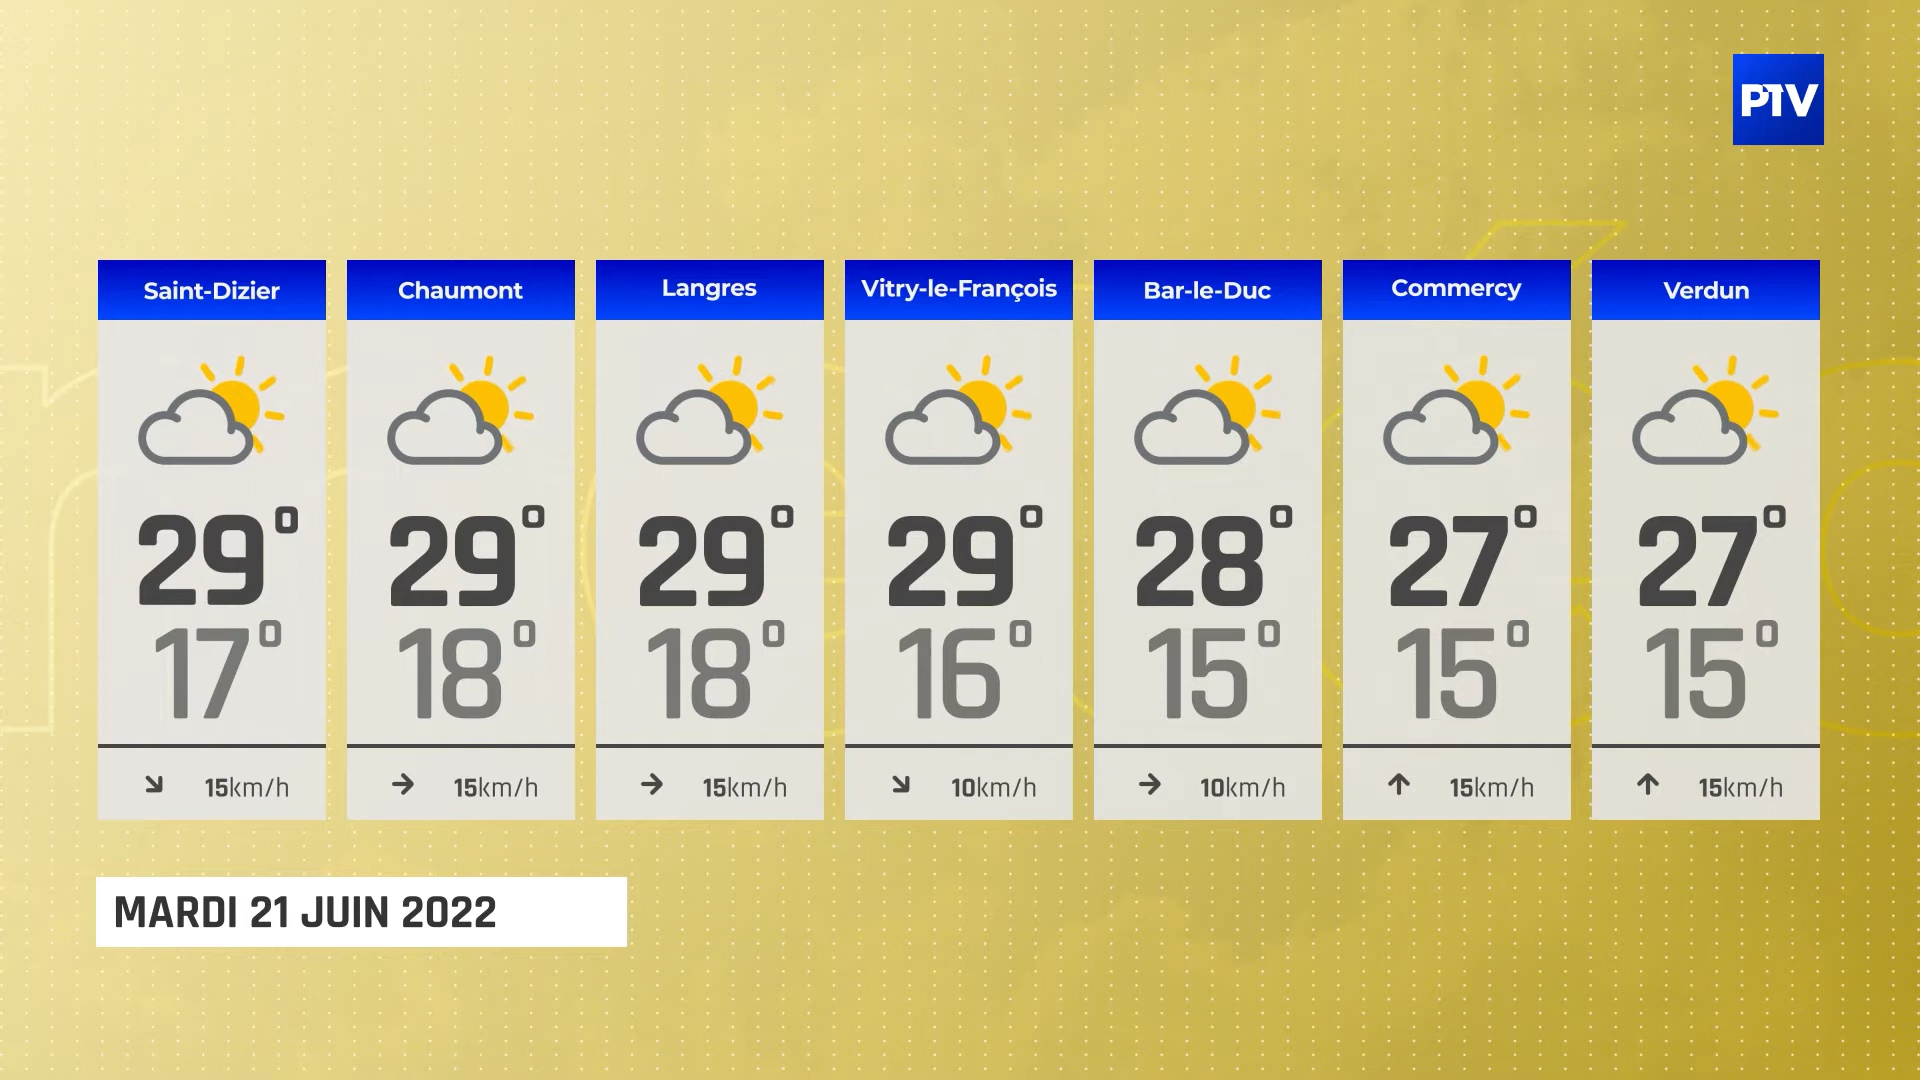 PTV
Saint-Dizier
29°
17°
15km/h
Chaumont
29°
18°
15km/h
Langres
29°
18°
15km/h
Vitry-le-François
29°
16°
10km/h
Bar-le-Duc
28°
15°
10km/h
Commercy
27°
15°
15km/h
Verdun
27°
15°
15km/h
MARDI 21 JUIN 2022